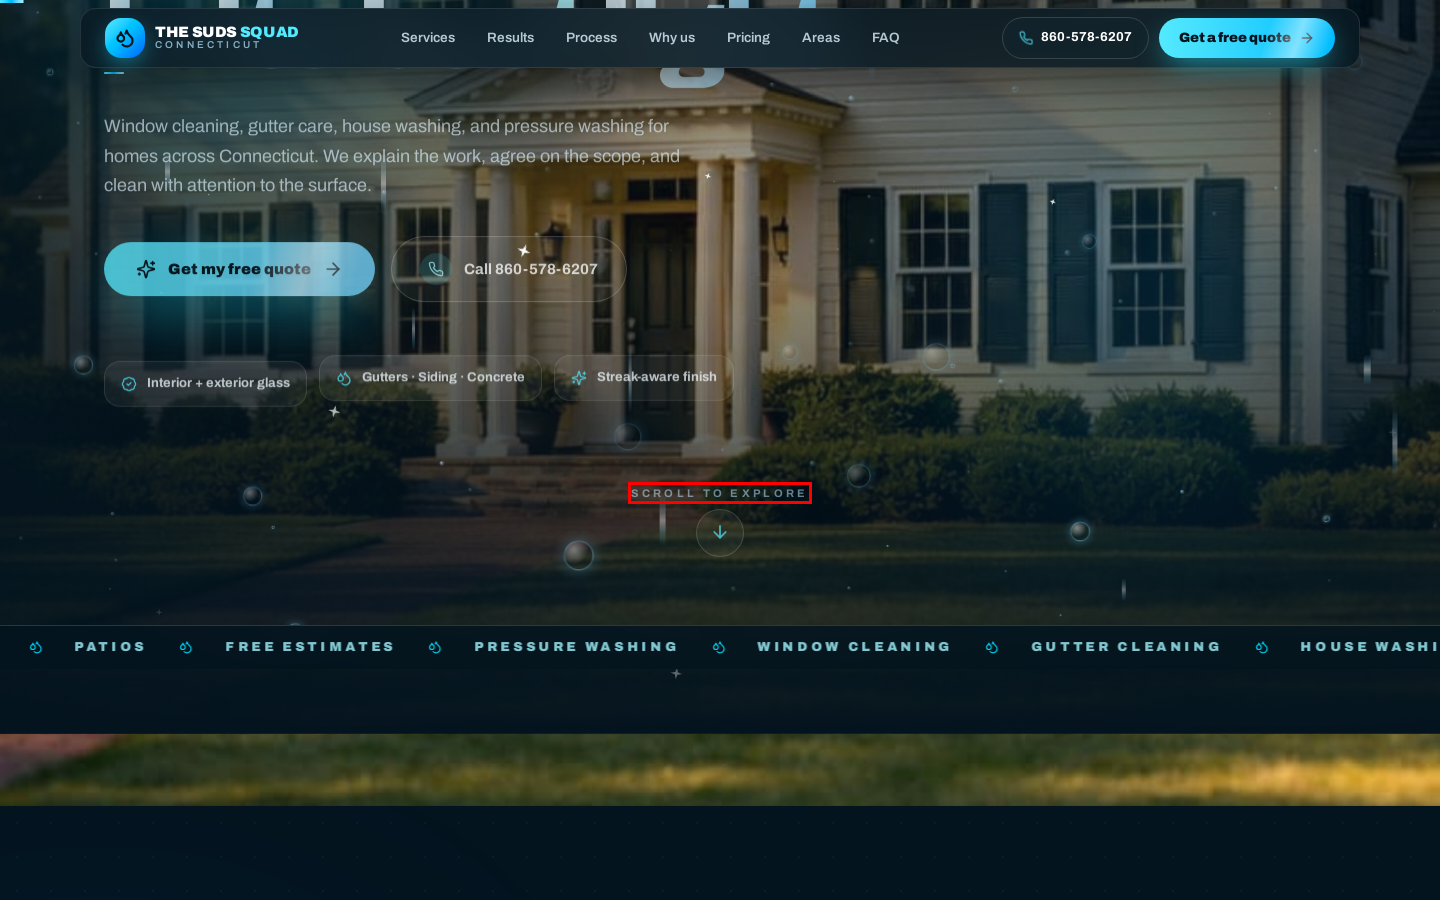 THE SUDS SQUAD
CONNECTICUT
Services
Results
Process
Why us
Pricing
Areas
FAQ
860-578-6207
Get a free quote
Window cleaning, gutter care, house washing, and pressure washing for
homes across Connecticut. We explain the work, agree on the scope, and
clean with attention to the surface.
Get my free quote
Call 860-578-6207
Interior + exterior glass
Gutters · Siding · Concrete
Streak-aware finish
SCROLL TO EXPLORE
PATIOS
FREE ESTIMATES
PRESSURE WASHING
WINDOW CLEANING
GUTTER CLEANING
HOUSE WASHI